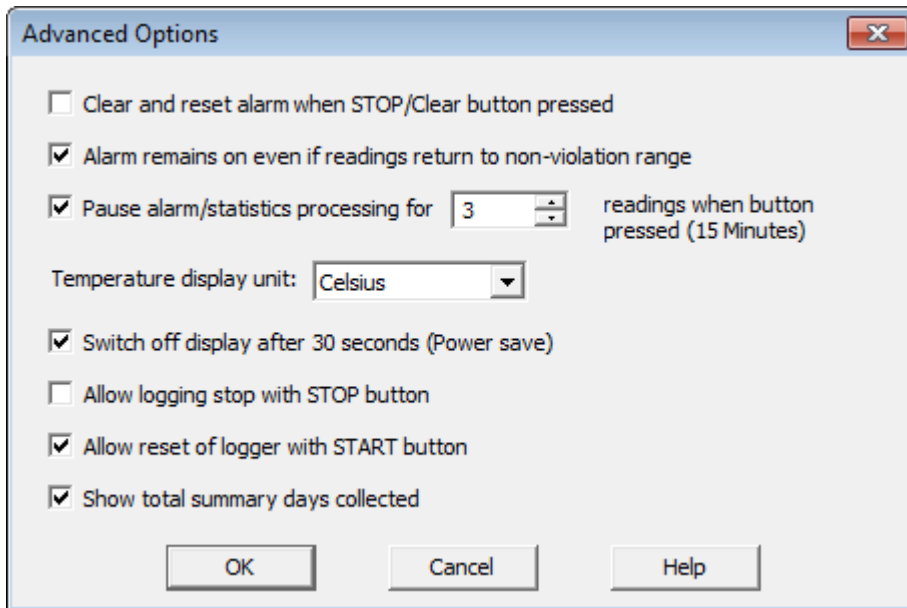 Advanced Options
Clear and reset alarm when STOP/Clear button pressed
Alarm remains on even if readings return to non-violation range
Pause alarm/statistics processing for 3 readings when button
pressed (15 Minutes)
Temperature display unit: Celsius
Switch off display after 30 seconds (Power save)
Allow logging stop with STOP button
Allow reset of logger with START button
Show total summary days collected
OK Cancel Help